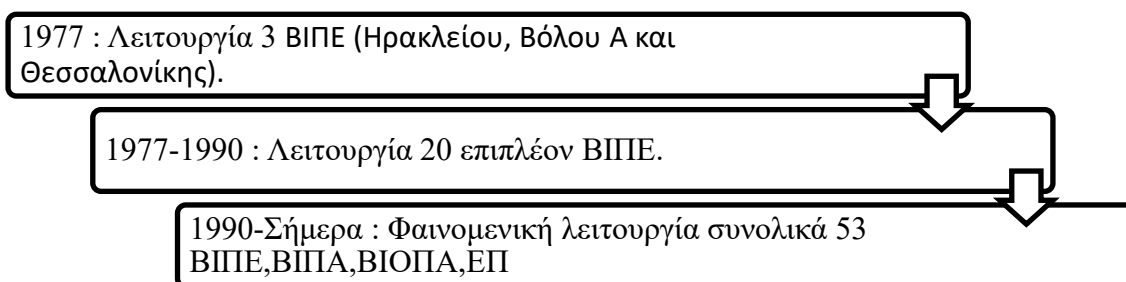 1977 : Λειτουργία 3 ΒΙΠΕ (Ηρακλείου, Βόλου Α και
Θεσσαλονίκης).
1977-1990 : Λειτουργία 20 επιπλέον ΒΙΠΕ.
1990-Σήμερα : Φαινομενική λειτουργία συνολικά 53
ΒΙΠΕ,ΒΙΠΑ,ΒΙΟΠΑ,ΕΠ